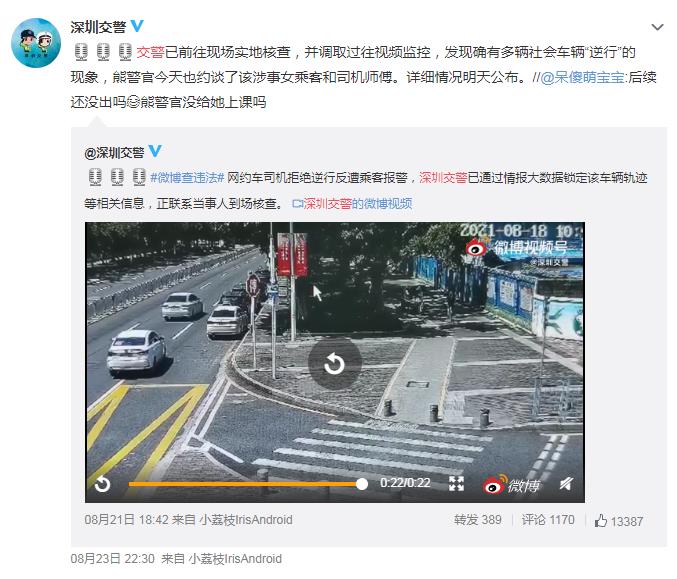 深圳交警
交警已前往现场实地核查，并调取过往视频监控，发现确有多辆社会车辆“逆行”的
现象，熊警官今天也约谈了该涉事女乘客和司机师傅。详细情况明天公布。//@呆傻萌宝宝:后续
还没出吗熊警官没给她上课吗
@深圳交警
#微博查违法# 网约车司机拒绝逆行反遭乘客报警，深圳交警已通过情报大数据锁定该车辆轨迹
等相关信息，正联系当事人到场核查。 深圳交警的微博视频
2021-08-18 10:
微博视频号
@深圳交警
0:22/0:22
微博
08月21日 18:42 来自 小荔枝IrisAndroid
转发 389
评论 1170
13387
08月23日 22:30 来自 小荔枝IrisAndroid